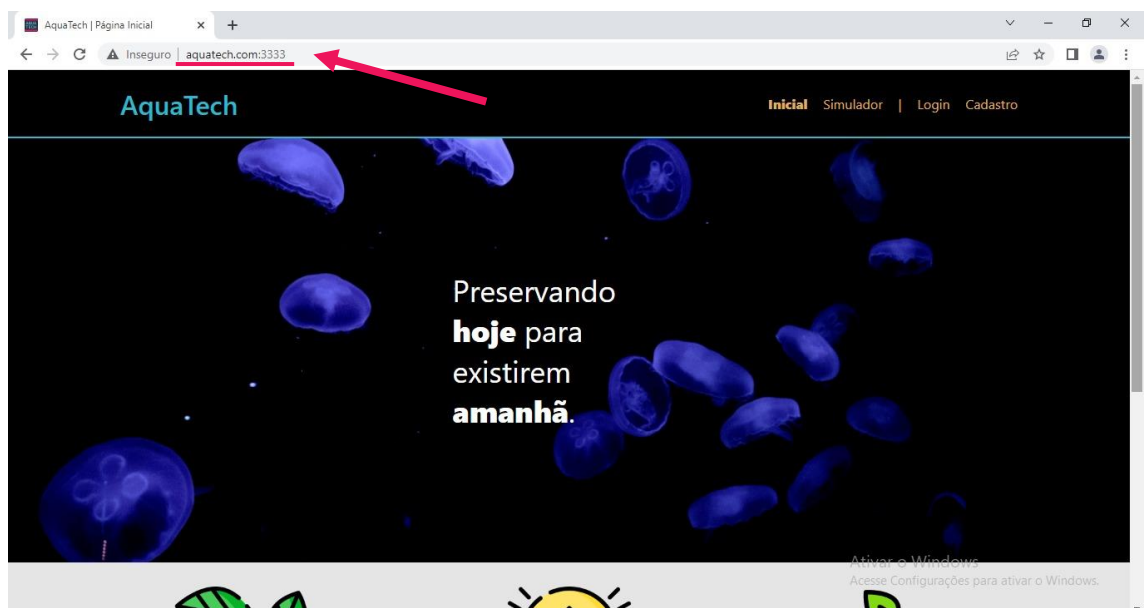 AquaTech | Página Inicial
Inseguro | aquatech.com:3333
AquaTech
Inicial Simulador | Login Cadastro
Preservando
hoje para
existirem
amanhã.
Ativar o Windows
Acesse Configurações para ativar o Windows.